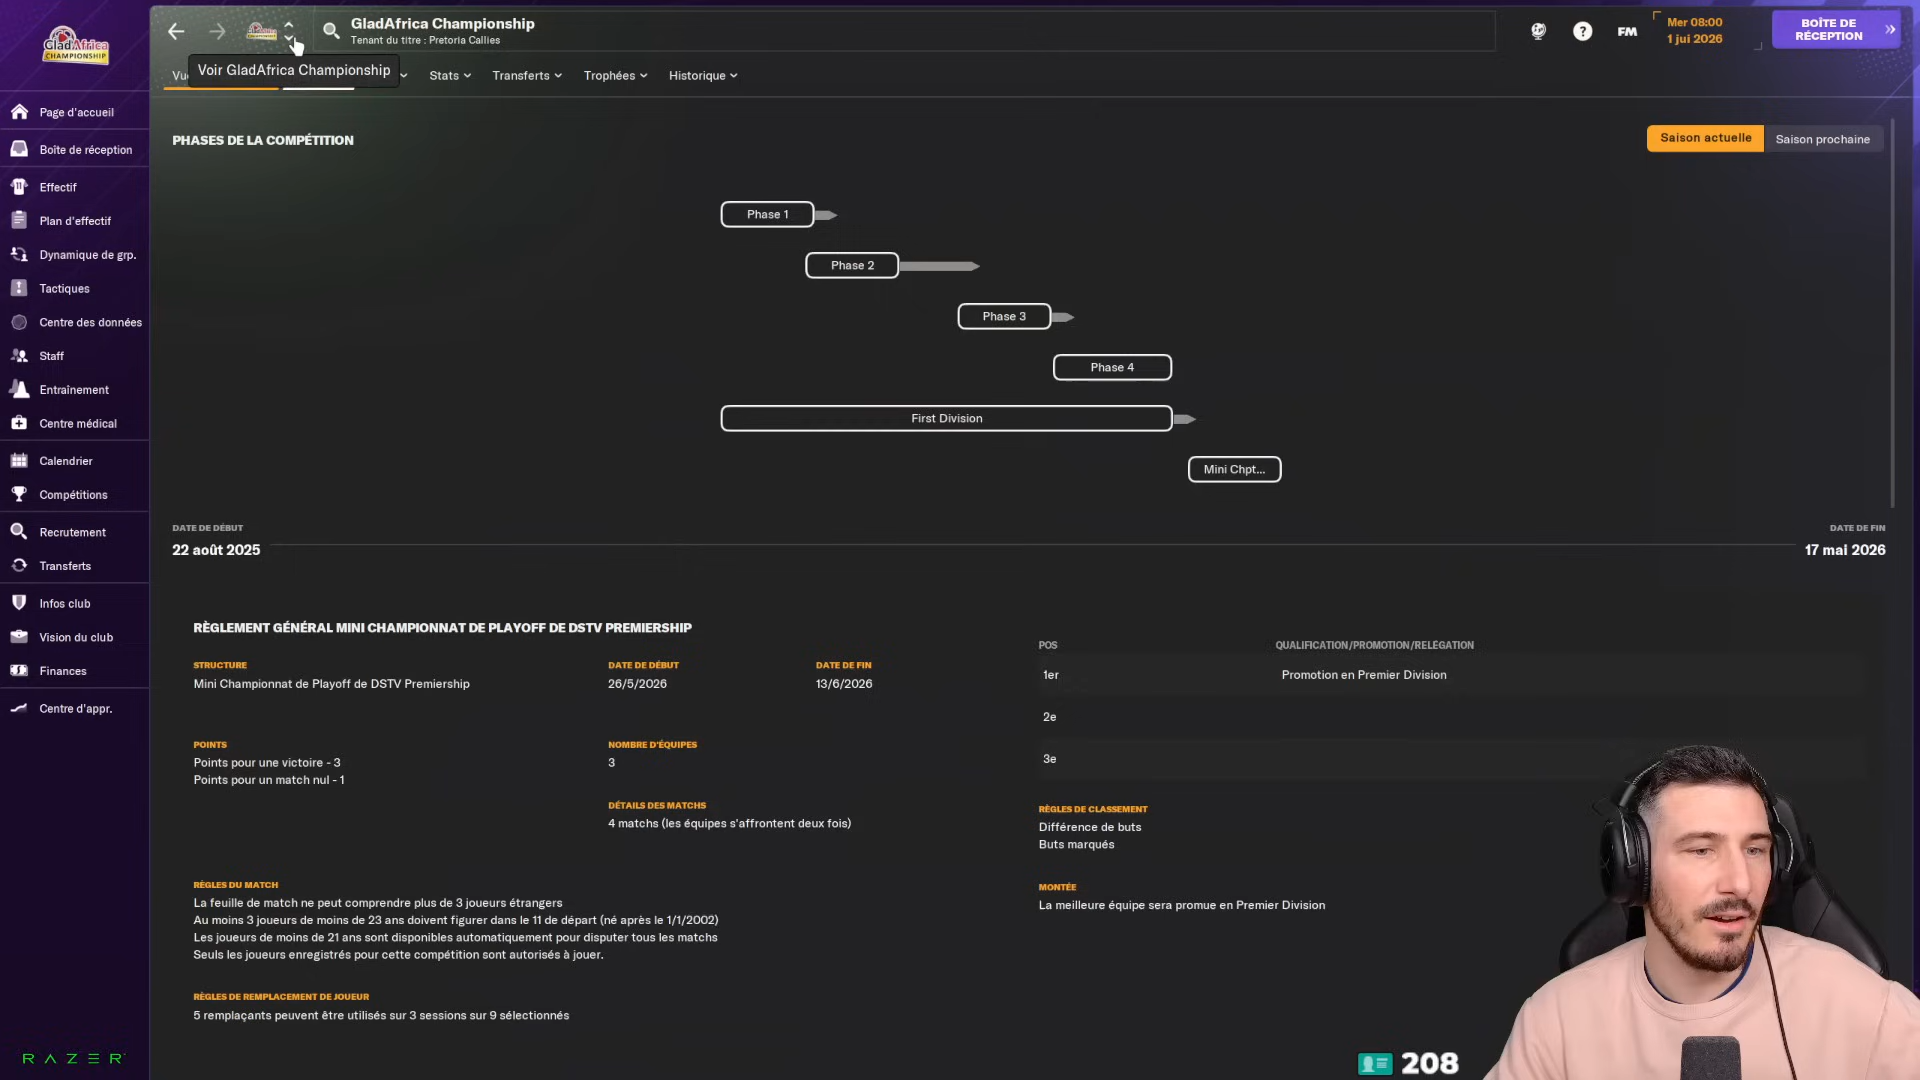 GladAfrica Championship
Tenant du titre : Pretoria Callies
FM
Mer 08:00
1 jui 2026
BOÎTE DE
RÉCEPTION
GladAfrica
CHAMPIONSHIP
Voir GladAfrica Championship
Stats
Transferts
Trophées
Historique
Page d'accueil
Boîte de réception
Effectif
Plan d'effectif
Dynamique de grp.
Tactiques
Centre des données
Staff
Entraînement
Centre médical
Calendrier
Compétitions
Recrutement
Transferts
Infos club
Vision du club
Finances
Centre d'appr.
RAZER
PHASES DE LA COMPÉTITION
Saison actuelle
Saison prochaine
Phase 1
Phase 2
Phase 3
Phase 4
First Division
Mini Chpt...
DATE DE DÉBUT
22 août 2025
DATE DE FIN
17 mai 2026
RÈGLEMENT GÉNÉRAL MINI CHAMPIONNAT DE PLAYOFF DE DSTV PREMIERSHIP
STRUCTURE
Mini Championnat de Playoff de DSTV Premiership
DATE DE DÉBUT
26/5/2026
DATE DE FIN
13/6/2026
POINTS
Points pour une victoire - 3
Points pour un match nul - 1
NOMBRE D'ÉQUIPES
3
DÉTAILS DES MATCHS
4 matchs (les équipes s'affrontent deux fois)
RÈGLES DU MATCH
La feuille de match ne peut comprendre plus de 3 joueurs étrangers
Au moins 3 joueurs de moins de 23 ans doivent figurer dans le 11 de départ (né après le 1/1/2002)
Les joueurs de moins de 21 ans sont disponibles automatiquement pour disputer tous les matchs
Seuls les joueurs enregistrés pour cette compétition sont autorisés à jouer.
RÈGLES DE REMPLACEMENT DE JOUEUR
5 remplaçants peuvent être utilisés sur 3 sessions sur 9 sélectionnés
POS
QUALIFICATION/PROMOTION/RELÉGATION
1er
Promotion en Premier Division
2e
3e
RÈGLES DE CLASSEMENT
Différence de buts
Buts marqués
MONTÉE
La meilleure équipe sera promue en Premier Division
208